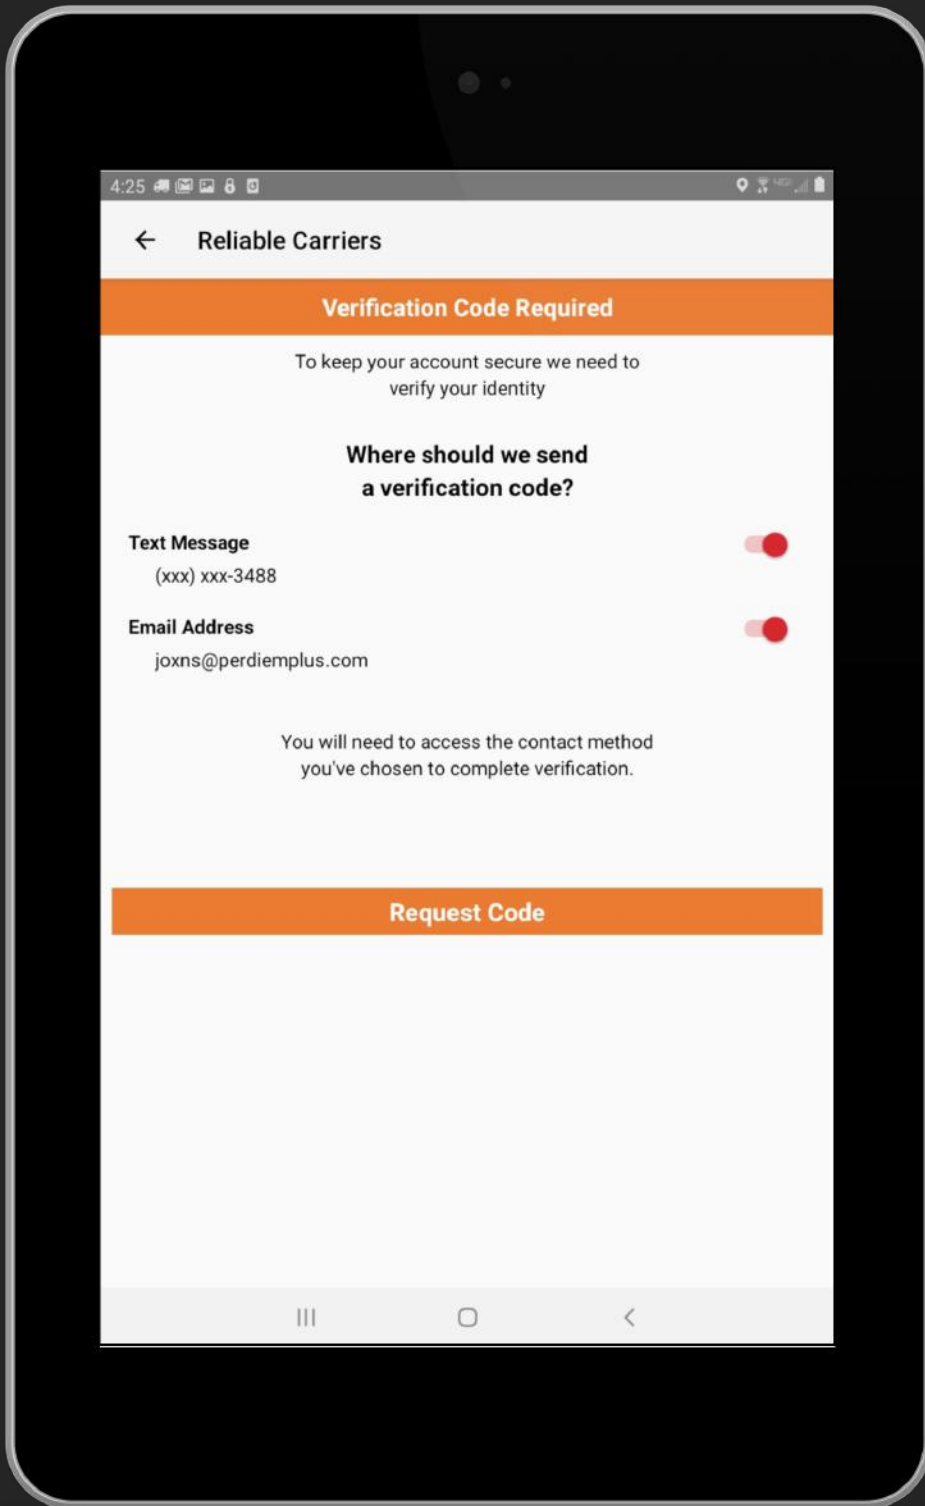 4:25
Reliable Carriers
Verification Code Required
To keep your account secure we need to
verify your identity
Where should we send
a verification code?
Text Message
(xxx) xxx-3488
Email Address
joxns@perdiemplus.com
You will need to access the contact method
you've chosen to complete verification.
Request Code